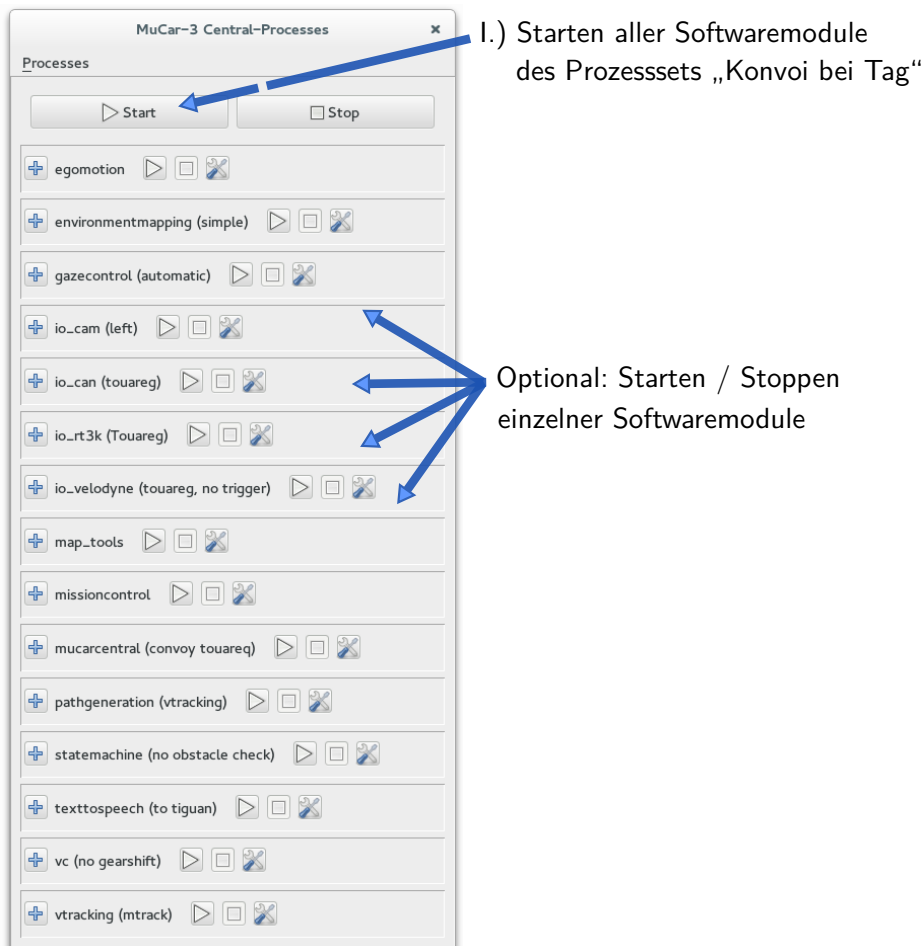 MuCar-3 Central-Processes
I.) Starten aller Softwaremodule
des Prozesssets „Konvoi bei Tag“
Processes
Start
Stop
egomotion
environmentmapping (simple)
gazecontrol (automatic)
io_cam (left)
io_can (touareg)
Optional: Starten / Stoppen
einzelner Softwaremodule
io_rt3k (Touareg)
io_velodyne (touareg, no trigger)
map_tools
missioncontrol
mucarcentral (convoy touareq)
pathgeneration (vtracking)
statemachine (no obstacle check)
texttospeech (to tiguan)
vc (no gearshift)
vtracking (mtrack)